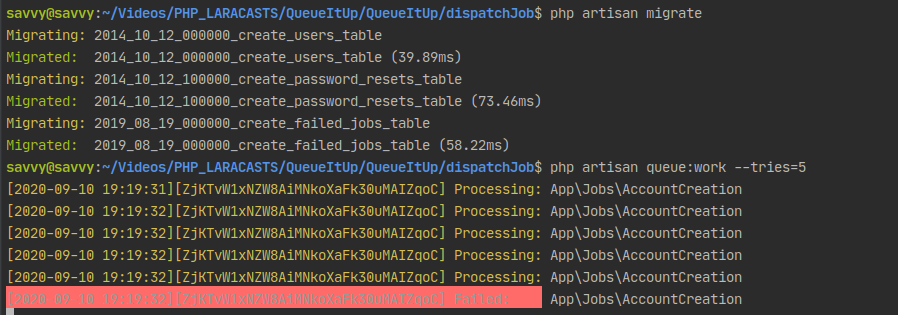 savvy@savvy:~/Videos/PHP_LARACASTS/QueueItUp/QueueItUp/dispatchJob$ php artisan migrate
Migrating: 2014_10_12_000000_create_users_table
Migrated:  2014_10_12_000000_create_users_table (39.89ms)
Migrating: 2014_10_12_100000_create_password_resets_table
Migrated:  2014_10_12_100000_create_password_resets_table (73.46ms)
Migrating: 2019_08_19_000000_create_failed_jobs_table
Migrated:  2019_08_19_000000_create_failed_jobs_table (58.22ms)
savvy@savvy:~/Videos/PHP_LARACASTS/QueueItUp/QueueItUp/dispatchJob$ php artisan queue:work --tries=5
[2020-09-10 19:19:31][ZjKTvW1xNZW8AiMNkoXaFk30uMAIZqoC] Processing: App\Jobs\AccountCreation
[2020-09-10 19:19:32][ZjKTvW1xNZW8AiMNkoXaFk30uMAIZqoC] Processing: App\Jobs\AccountCreation
[2020-09-10 19:19:32][ZjKTvW1xNZW8AiMNkoXaFk30uMAIZqoC] Processing: App\Jobs\AccountCreation
[2020-09-10 19:19:32][ZjKTvW1xNZW8AiMNkoXaFk30uMAIZqoC] Processing: App\Jobs\AccountCreation
[2020-09-10 19:19:32][ZjKTvW1xNZW8AiMNkoXaFk30uMAIZqoC] Processing: App\Jobs\AccountCreation
[2020-09-10 19:19:32][ZjKTvW1xNZW8AiMNkoXaFk30uMAIZqoC] Failed:     App\Jobs\AccountCreation